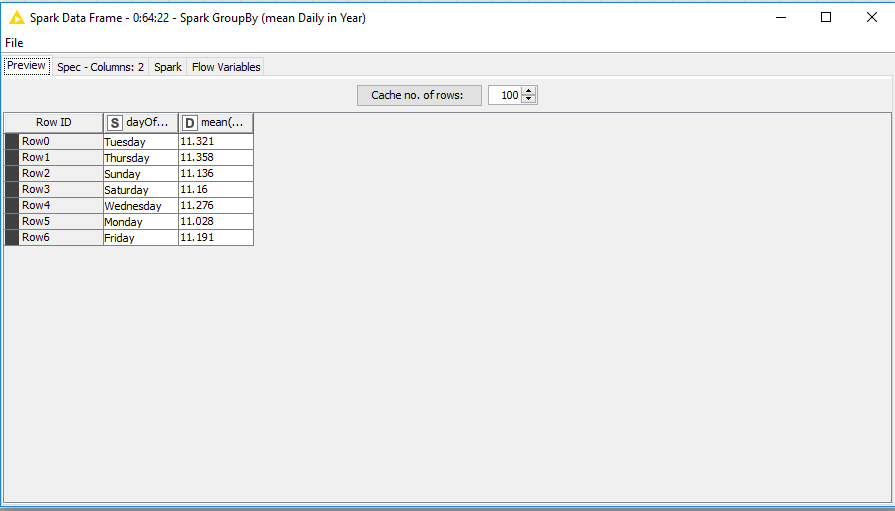 Spark Data Frame - 0:64:22 - Spark GroupBy (mean Daily in Year)
File
Preview Spec - Columns: 2 Spark Flow Variables
Cache no. of rows: 100
Row ID S dayOf... D mean(...
Row0 Tuesday 11.321
Row1 Thursday 11.358
Row2 Sunday 11.136
Row3 Saturday 11.16
Row4 Wednesday 11.276
Row5 Monday 11.028
Row6 Friday 11.191